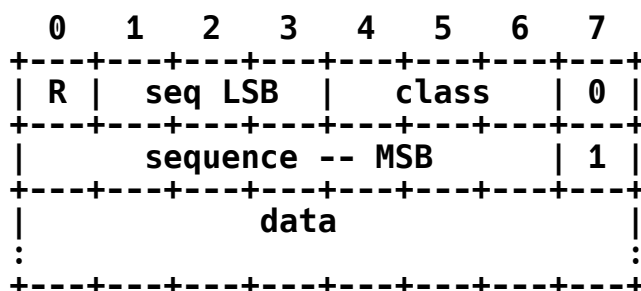 0   1   2   3   4   5   6   7
+---+---+---+---+---+---+---+---+
| R |  seq LSB  |   class   | 0 |
+---+---+---+---+---+---+---+---+
|      sequence -- MSB      | 1 |
+---+---+---+---+---+---+---+---+
|            data               |
:                               :
+---+---+---+---+---+---+---+---+